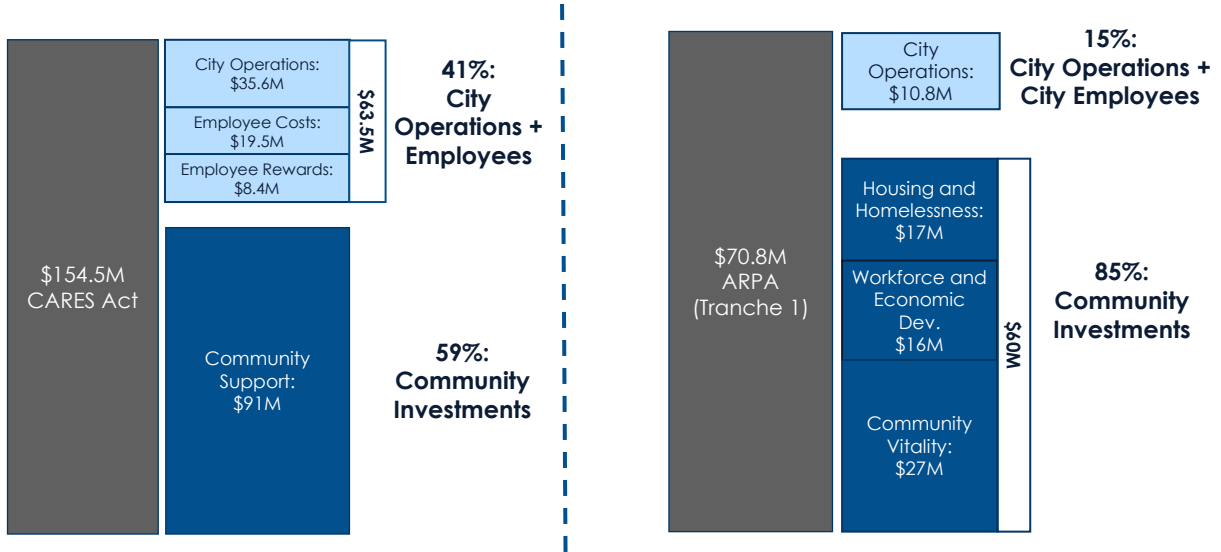 $154.5M
CARES Act
City Operations:
$35.6M
Employee Costs:
$19.5M
Employee Rewards:
$8.4M
$63.5M
41%:
City
Operations +
Employees
Community
Support:
$91M
59%:
Community
Investments
$70.8M
ARPA
(Tranche 1)
City
Operations:
$10.8M
15%:
City Operations +
City Employees
Housing and
Homelessness:
$17M
Workforce and
Economic
Dev.
$16M
Community
Vitality:
$27M
$60M
85%:
Community
Investments